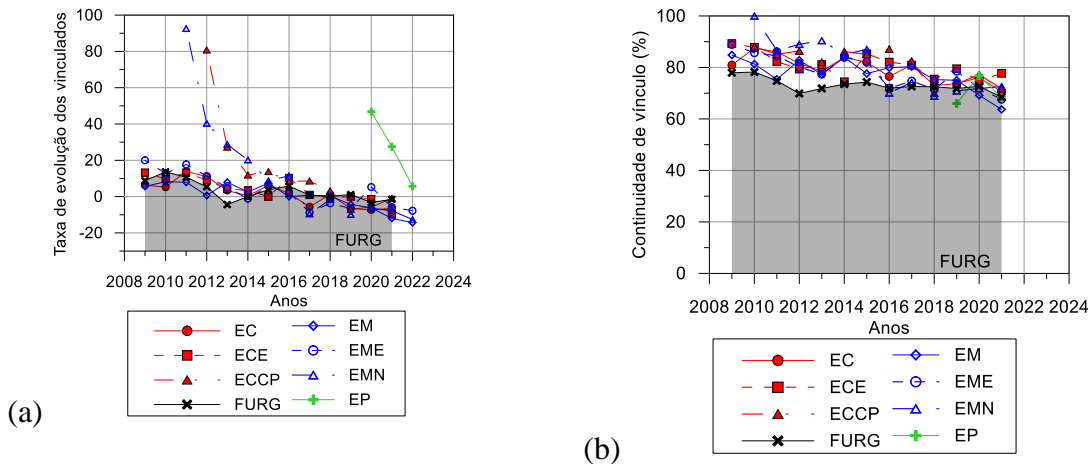 100
80
60
40
20
0
-20
Taxa de evolução dos vinculados
FURG
2008 2010 2012 2014 2016 2018 2020 2022 2024
Anos
EC
ECE
ECCP
FURG
EM
EME
EMN
EP
(a)
100
80
60
40
20
0
Continuidade de vínculo (%)
FURG
2008 2010 2012 2014 2016 2018 2020 2022 2024
Anos
EC
ECE
ECCP
FURG
EM
EME
EMN
EP
(b)